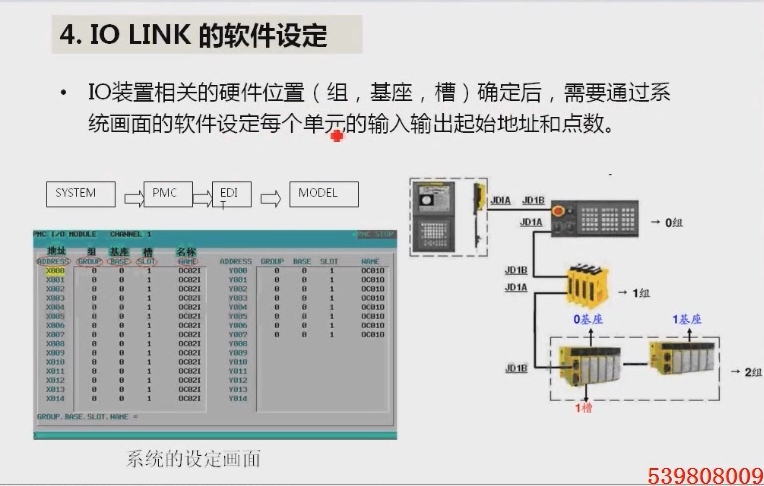 4. IO LINK 的软件设定
• IO装置相关的硬件位置（组，基座，槽）确定后，需要通过系
统画面的软件设定每个单元的输入输出起始地址和点数。
SYSTEM PMC EDI
T MODEL
PMC I/O MODULE CHANNEL 1 PMC STOP
地址 组 基座 槽 名称
ADDRESS GROUP BASE SLOT NAME ADDRESS GROUP BASE SLOT NAME
X000 0 0 1 OC02I Y000 0 0 1 OC01O
X001 0 0 1 OC02I Y001 0 0 1 OC01O
X002 0 0 1 OC02I Y002 0 0 1 OC01O
X003 0 0 1 OC02I Y003 0 0 1 OC01O
X004 0 0 1 OC02I Y004 0 0 1 OC01O
X005 0 0 1 OC02I Y005 0 0 1 OC01O
X006 0 0 1 OC02I Y006 0 0 1 OC01O
X007 0 0 1 OC02I Y007 0 0 1 OC01O
X008 0 0 1 OC02I Y008
X009 0 0 1 OC02I Y009
X010 0 0 1 OC02I Y010
X011 0 0 1 OC02I Y011
X012 0 0 1 OC02I Y012
X013 0 0 1 OC02I Y013
X014 0 0 1 OC02I Y014
GROUP.BASE.SLOT.NAME =
系统的设定画面
JD1A JD1B
JD1A
0组
JD1B
JD1A
1组
0基座 1基座
JD1B
2组
1槽
539808009